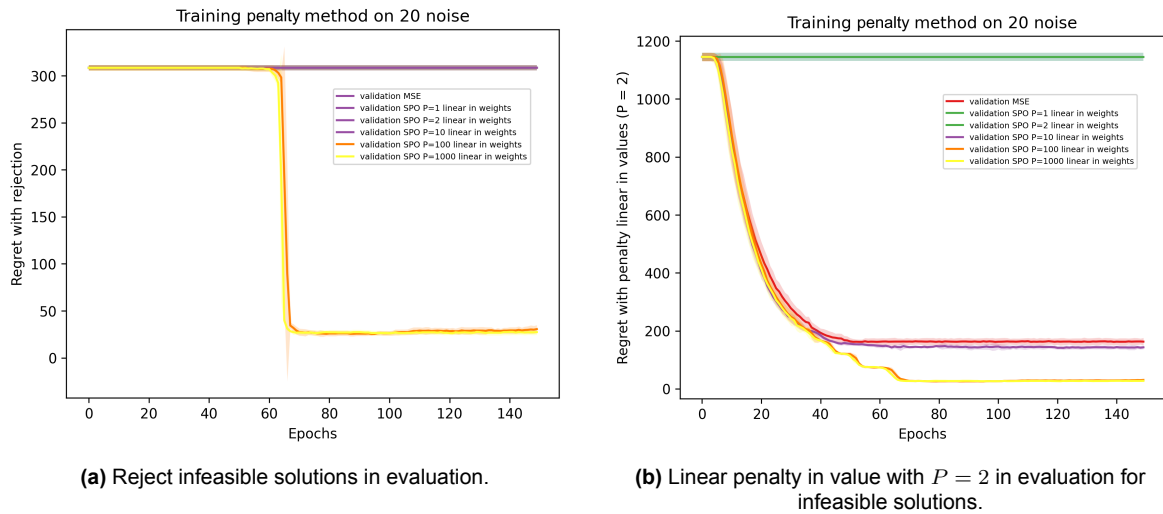 Training penalty method on 20 noise
Regret with rejection
300
250
200
150
100
50
0
validation MSE
validation SPO P=1 linear in weights
validation SPO P=2 linear in weights
validation SPO P=10 linear in weights
validation SPO P=100 linear in weights
validation SPO P=1000 linear in weights
0 20 40 60 80 100 120 140
Epochs
(a) Reject infeasible solutions in evaluation.
Training penalty method on 20 noise
Regret with penalty linear in values (P = 2)
1200
1000
800
600
400
200
0
validation MSE
validation SPO P=1 linear in weights
validation SPO P=2 linear in weights
validation SPO P=10 linear in weights
validation SPO P=100 linear in weights
validation SPO P=1000 linear in weights
0 20 40 60 80 100 120 140
Epochs
(b) Linear penalty in value with P = 2 in evaluation for
infeasible solutions.